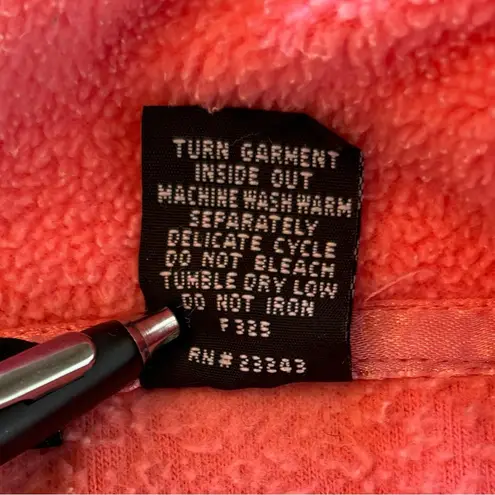 TURN GARMENT
INSIDE OUT
MACHINE WASH WARM
SEPARATELY
DELICATE CYCLE
DO NOT BLEACH
TUMBLE DRY LOW
DO NOT IRON
F325
RN# 23243